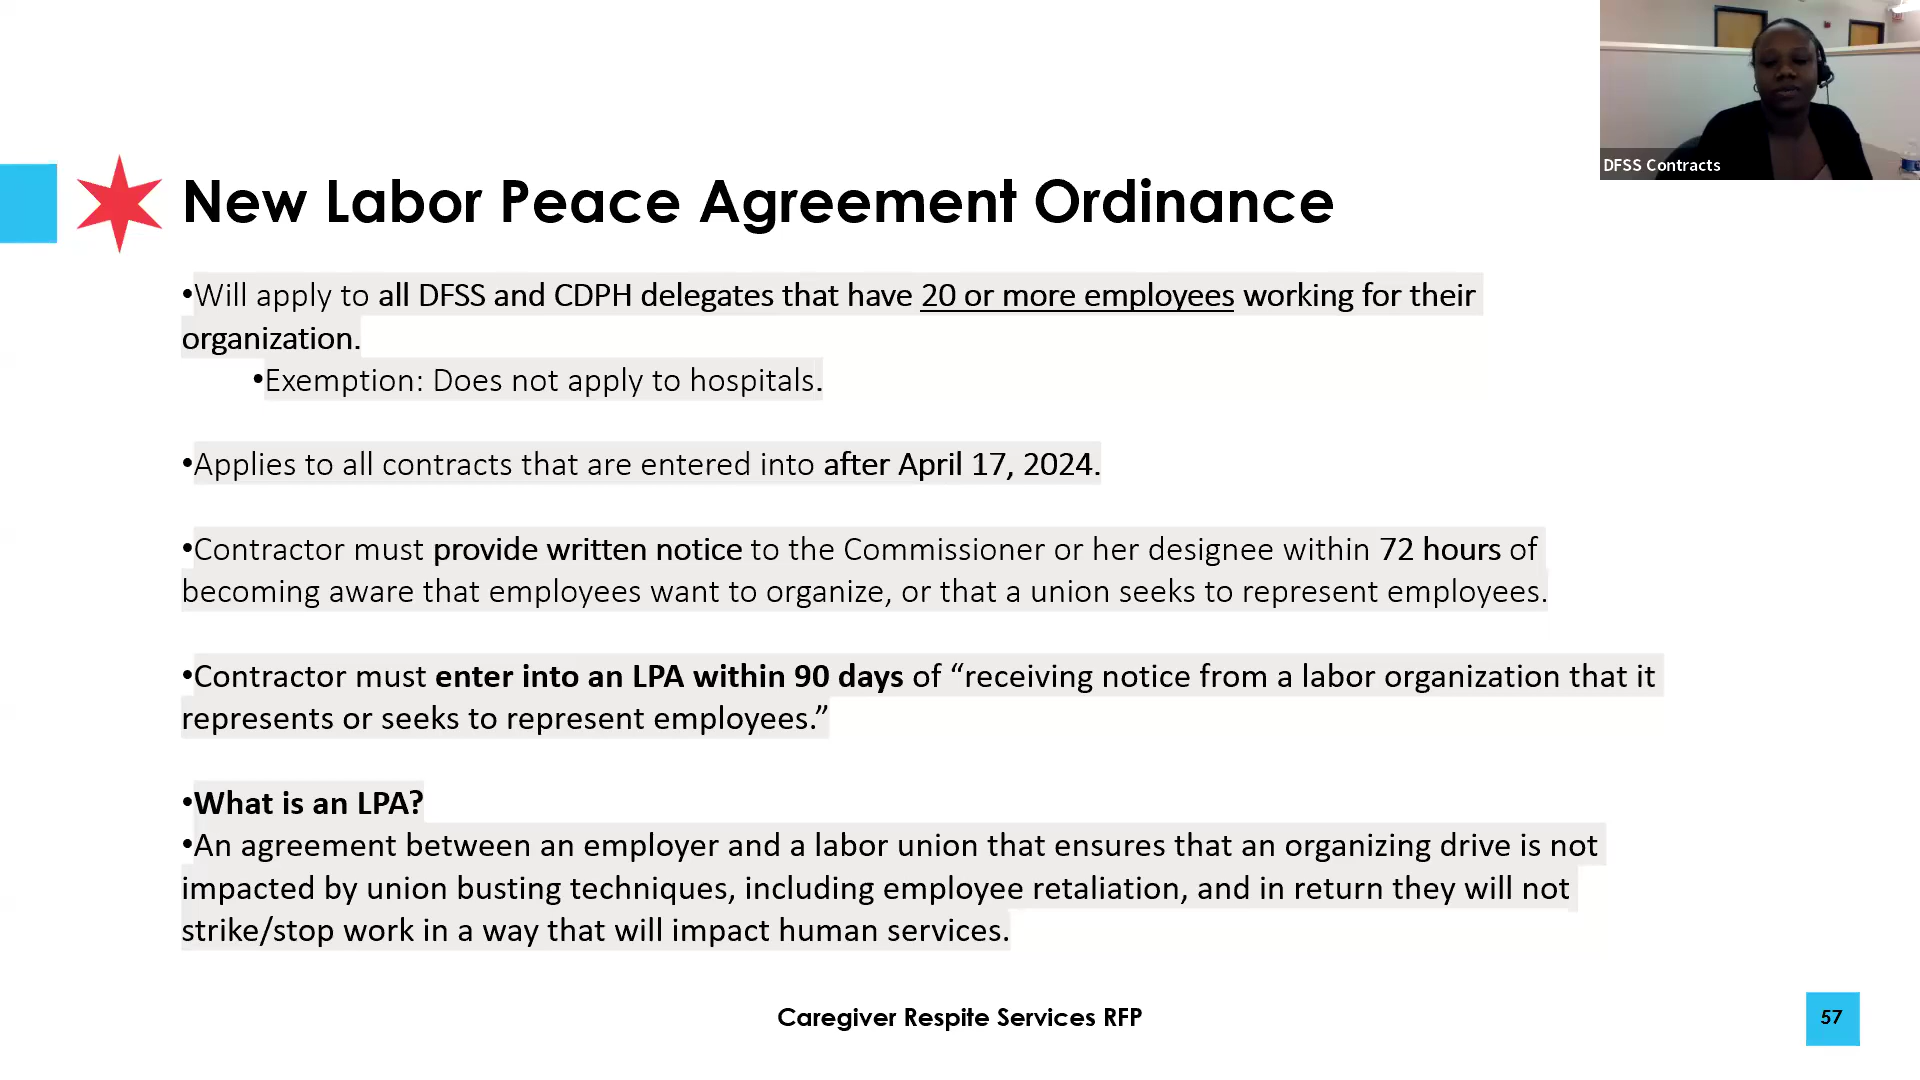 DFSS Contracts
New Labor Peace Agreement Ordinance
•Will apply to all DFSS and CDPH delegates that have 20 or more employees working for their
organization.
•Exemption: Does not apply to hospitals.
•Applies to all contracts that are entered into after April 17, 2024.
•Contractor must provide written notice to the Commissioner or her designee within 72 hours of
becoming aware that employees want to organize, or that a union seeks to represent employees.
•Contractor must enter into an LPA within 90 days of “receiving notice from a labor organization that it
represents or seeks to represent employees.”
•What is an LPA?
•An agreement between an employer and a labor union that ensures that an organizing drive is not
impacted by union busting techniques, including employee retaliation, and in return they will not
strike/stop work in a way that will impact human services.
Caregiver Respite Services RFP
57